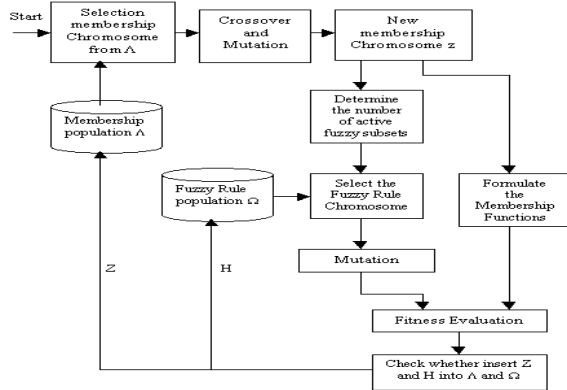 Start
Selection
membership
Chromosome
from Λ
Crossover
and
Mutation
New
membership
Chromosome z
Determine
the number
of active
fuzzy subsets
Membership
population Λ
Fuzzy Rule
population Ω
Select the
Fuzzy Rule
Chromosome
Formulate
the
Membership
Functions
Mutation
Z
H
Fitness Evaluation
Check whether insert Z
and H into Λ and Ω